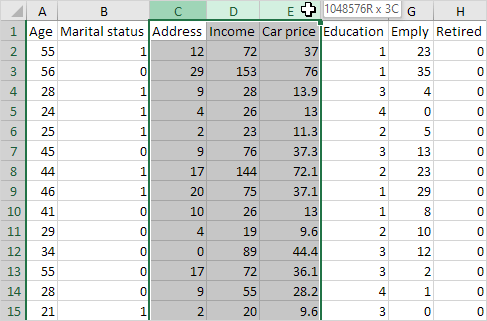 A B C D E 1048576R x 3C G H
1 Age Marital status Address Income Car price Education Emply Retired
2 55 1 12 72 37 1 23 0
3 56 0 29 153 76 1 35 0
4 28 1 9 28 13.9 3 4 0
5 24 1 4 26 13 4 0 0
6 25 1 2 23 11.3 2 5 0
7 45 0 9 76 37.3 3 13 0
8 44 1 17 144 72.1 2 23 0
9 46 1 20 75 37.1 1 29 0
10 41 0 10 26 13 1 8 0
11 29 0 4 19 9.6 2 10 0
12 34 0 0 89 44.4 3 12 0
13 55 0 17 72 36.1 3 2 0
14 28 0 9 55 28.2 4 1 0
15 21 1 2 20 9.6 3 0 0